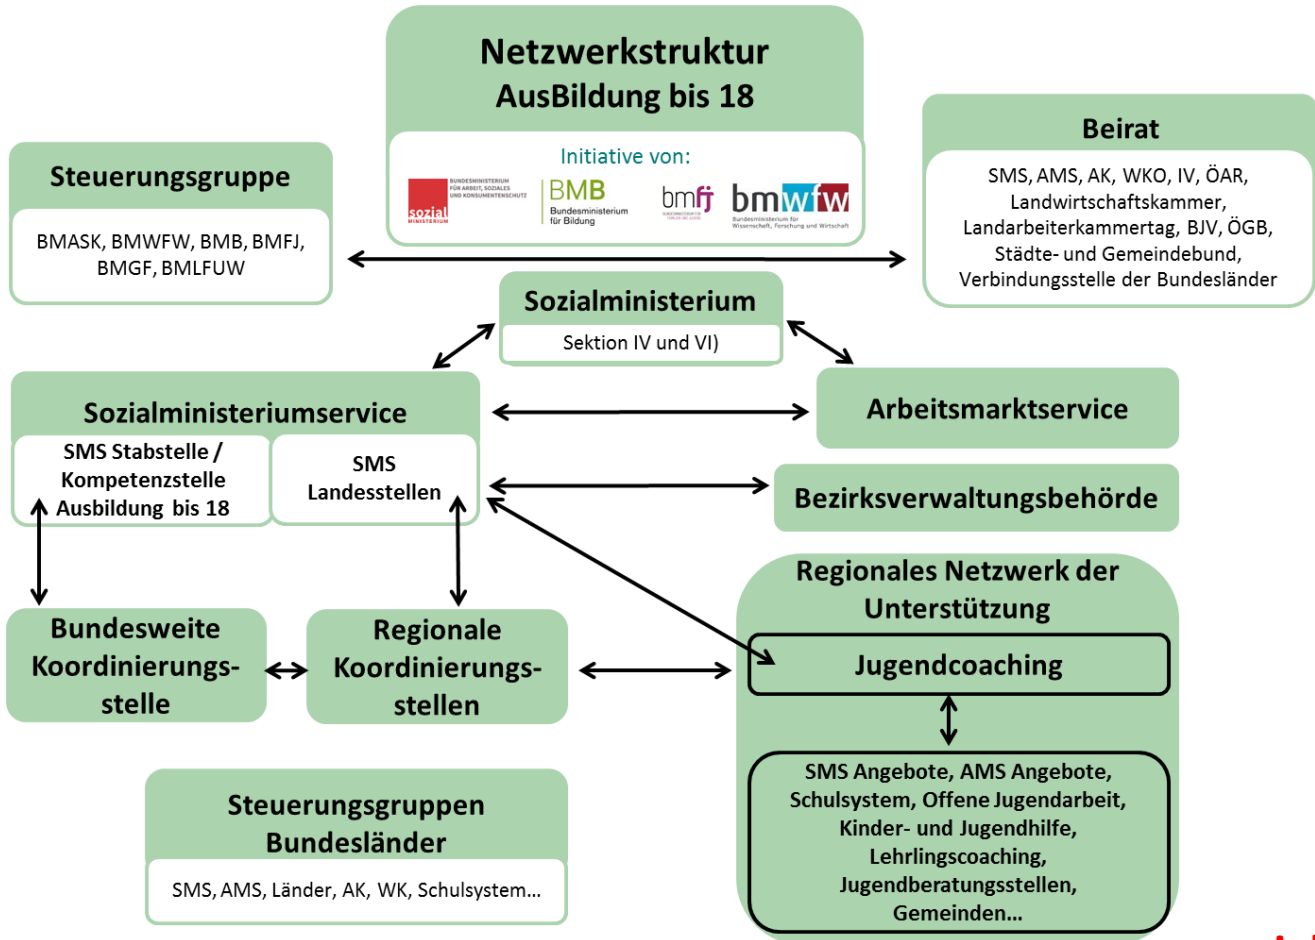 Netzwerkstruktur
AusBildung bis 18
Initiative von:
sozial
MINISTERIUM
BUNDESMINISTERIUM
FÜR ARBEIT, SOZIALES
UND KONSUMENTENSCHUTZ
BMB
Bundesministerium
für Bildung
bmfj
BUNDESMINISTERIUM FÜR
FAMILIEN UND JUGEND
bmwfw
Bundesministerium für
Wissenschaft, Forschung und Wirtschaft
Steuerungsgruppe
BMASK, BMWFW, BMB, BMFJ,
BMGF, BMLFUW
Beirat
SMS, AMS, AK, WKO, IV, ÖAR,
Landwirtschaftskammer,
Landarbeiterkammertag, BJV, ÖGB,
Städte- und Gemeindebund,
Verbindungsstelle der Bundesländer
Sozialministerium
Sektion IV und VI)
Sozialministeriumservice
SMS Stabstelle /
Kompetenzstelle
Ausbildung bis 18
SMS
Landesstellen
Arbeitsmarktservice
Bezirksverwaltungsbehörde
Bundesweite
Koordinierungs-
stelle
Regionale
Koordinierungs-
stellen
Regionales Netzwerk der
Unterstützung
Jugendcoaching
SMS Angebote, AMS Angebote,
Schulsystem, Offene Jugendarbeit,
Kinder- und Jugendhilfe,
Lehrlingscoaching,
Jugendberatungsstellen,
Gemeinden...
Steuerungsgruppen
Bundesländer
SMS, AMS, Länder, AK, WK, Schulsystem...